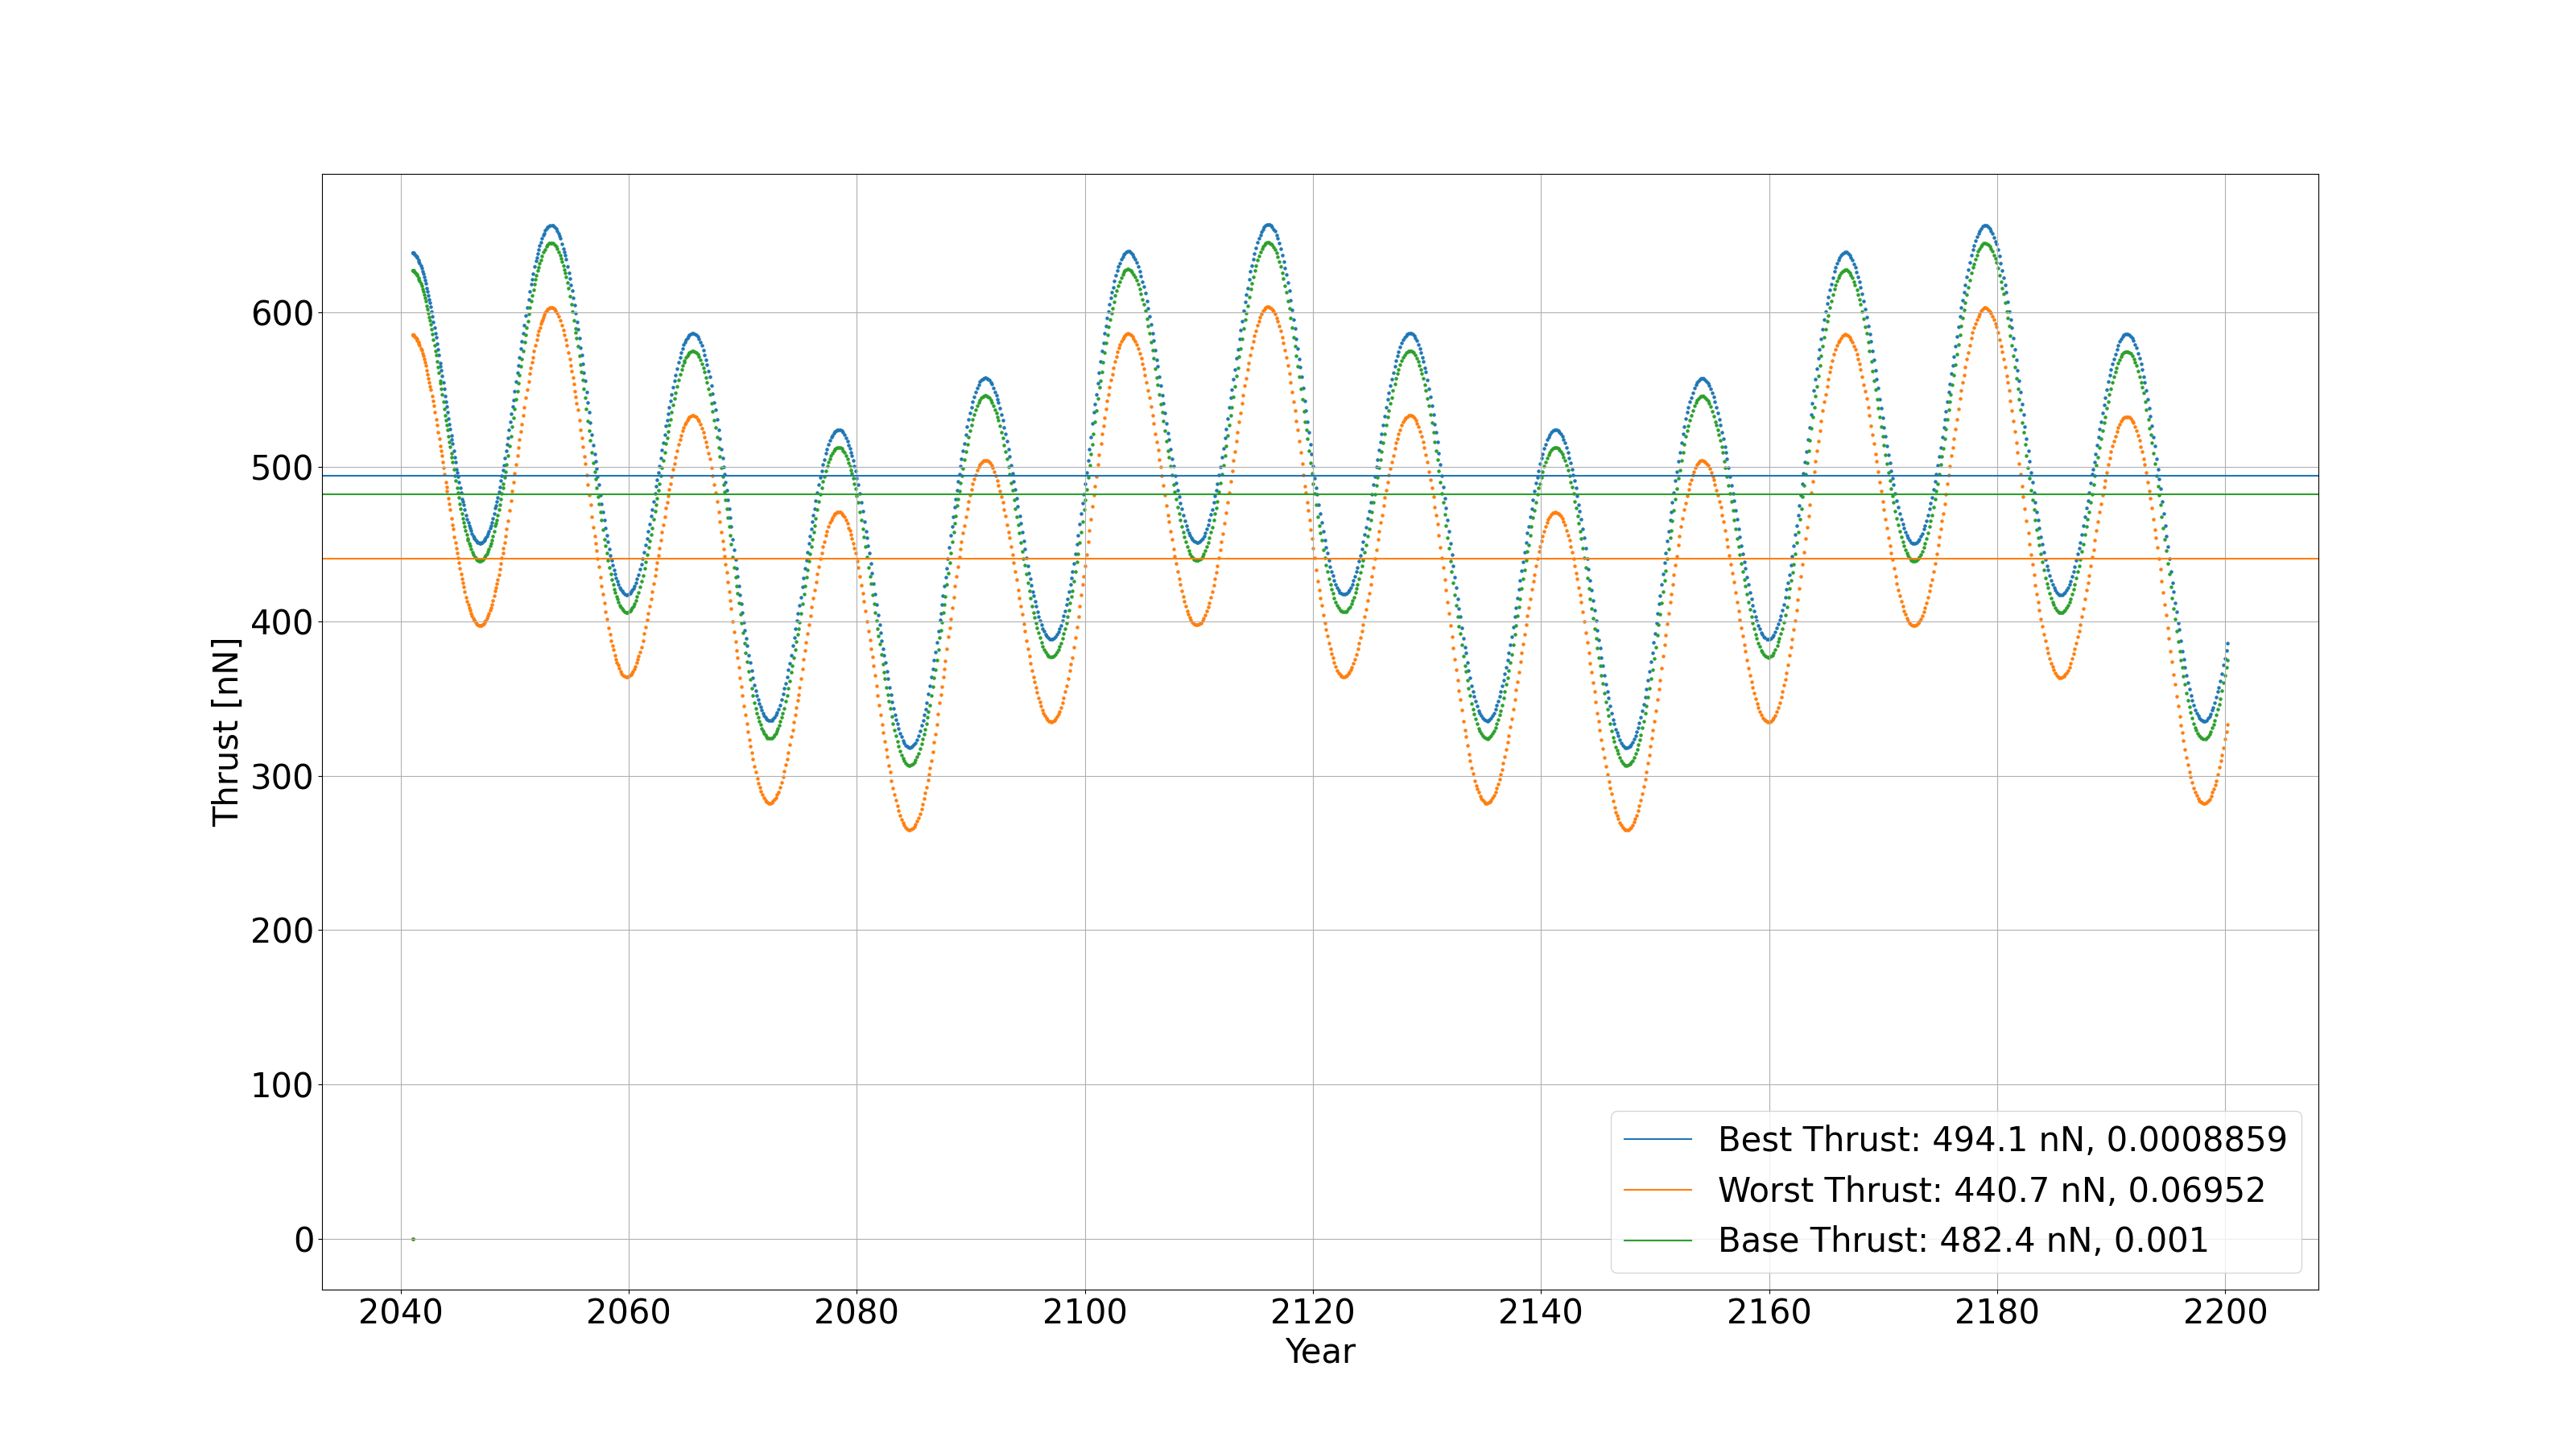 600
500
400
300
200
100
0
Thrust [nN]
2040 2060 2080 2100 2120 2140 2160 2180 2200
Year
Best Thrust: 494.1 nN, 0.0008859
Worst Thrust: 440.7 nN, 0.06952
Base Thrust: 482.4 nN, 0.001